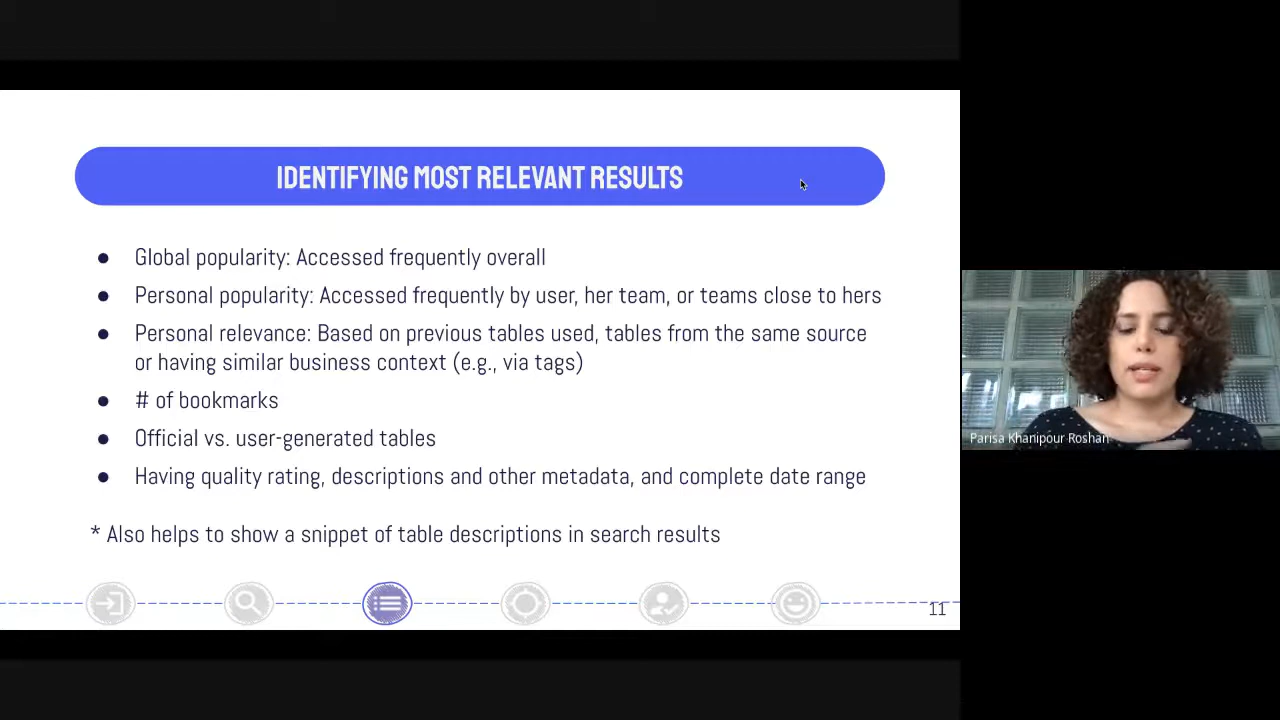 IDENTIFYING MOST RELEVANT RESULTS
● Global popularity: Accessed frequently overall
● Personal popularity: Accessed frequently by user, her team, or teams close to hers
● Personal relevance: Based on previous tables used, tables from the same source
or having similar business context (e.g., via tags)
● # of bookmarks
● Official vs. user-generated tables
● Having quality rating, descriptions and other metadata, and complete date range
* Also helps to show a snippet of table descriptions in search results
11
Parisa Khanipour Roshan